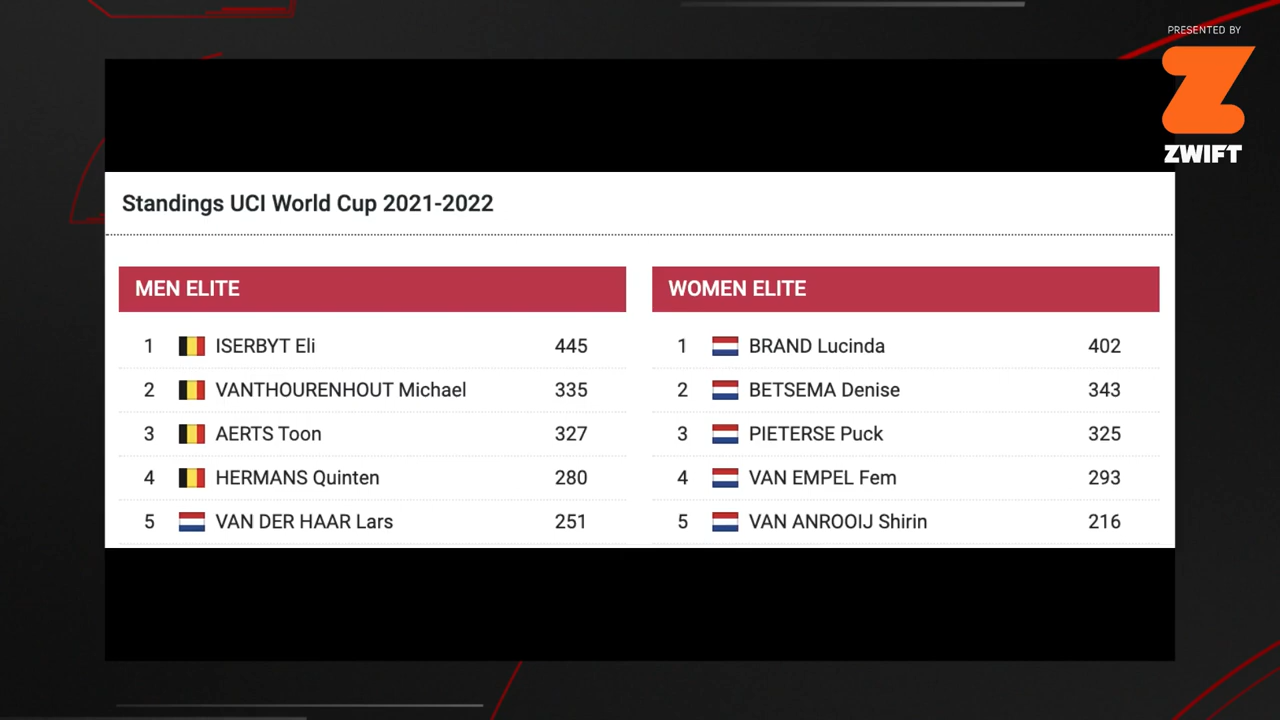 PRESENTED BY
ZWIFT
Standings UCI World Cup 2021-2022
MEN ELITE
1 ISERBYT Eli 445
2 VANTHOURENHOUT Michael 335
3 AERTS Toon 327
4 HERMANS Quinten 280
5 VAN DER HAAR Lars 251
WOMEN ELITE
1 BRAND Lucinda 402
2 BETSEMA Denise 343
3 PIETERSE Puck 325
4 VAN EMPEL Fem 293
5 VAN ANROOIJ Shirin 216